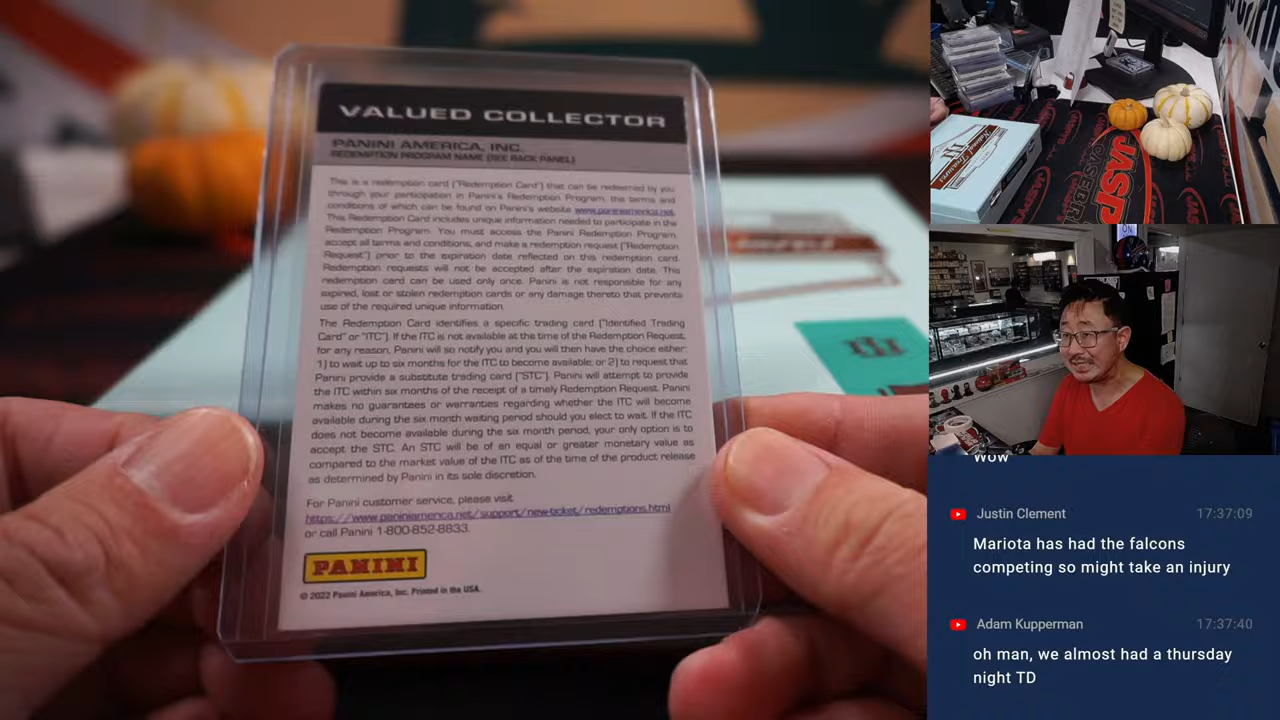 VALUED COLLECTOR
PANINI AMERICA, INC.
REDEMPTION PROGRAM NAME (SEE BACK PANEL)
This is a redemption card ("Redemption Card") that can be redeemed by you
through your participation in Panini's Redemption Program, the terms and
conditions of which can be found on Panini's website www.paniniamerica.net.
This Redemption Card includes unique information needed to participate in the
Redemption Program. You must access the Panini Redemption Program,
accept all terms and conditions, and make a redemption request ("Redemption
Request") prior to the expiration date reflected on this redemption card.
Redemption requests will not be accepted after the expiration date. This
redemption card can be used only once. Panini is not responsible for any
expired, lost or stolen redemption cards or any damage thereto that prevents
use of the required unique information.
The Redemption Card identifies a specific trading card ("Identified Trading
Card" or "ITC"). If the ITC is not available at the time of the Redemption Request,
for any reason, Panini will so notify you and you will then have the choice either:
1) to wait up to six months for the ITC to become available; or 2) to request that
Panini provide a substitute trading card ("STC"). Panini will attempt to provide
the ITC within six months of the receipt of a timely Redemption Request. Panini
makes no guarantees or warranties regarding whether the ITC will become
available during the six month waiting period should you elect to wait. If the ITC
does not become available during the six month period, your only option is to
accept the STC. An STC will be of an equal or greater monetary value as
compared to the market value of the ITC as of the time of the product release
as determined by Panini in its sole discretion.
For Panini customer service, please visit
https://www.paniniamerica.net/support/new-ticket/redemptions.html
or call Panini 1-800-852-8833.
PANINI
© 2022 Panini America, Inc. Printed in the USA.
National Treasures
JASP
CASEBR
ON
wow
Justin Clement 17:37:09
Mariota has had the falcons
competing so might take an injury
Adam Kupperman 17:37:40
oh man, we almost had a thursday
night TD